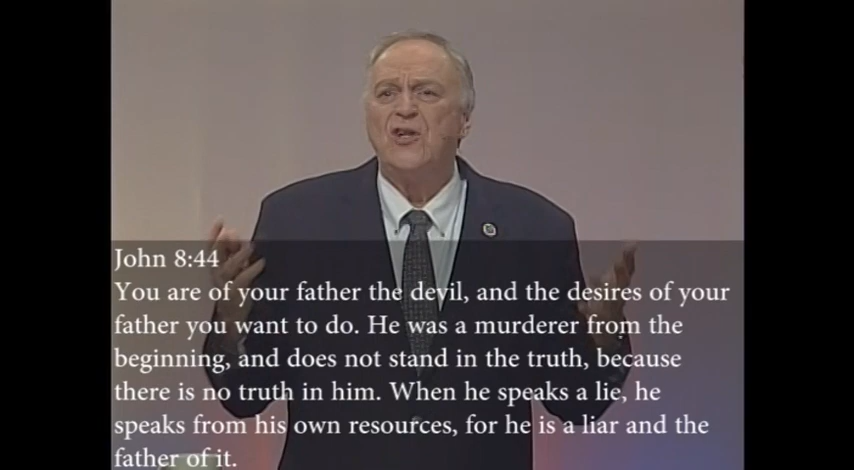 John 8:44
You are of your father the devil, and the desires of your
father you want to do. He was a murderer from the
beginning, and does not stand in the truth, because
there is no truth in him. When he speaks a lie, he
speaks from his own resources, for he is a liar and the
father of it.